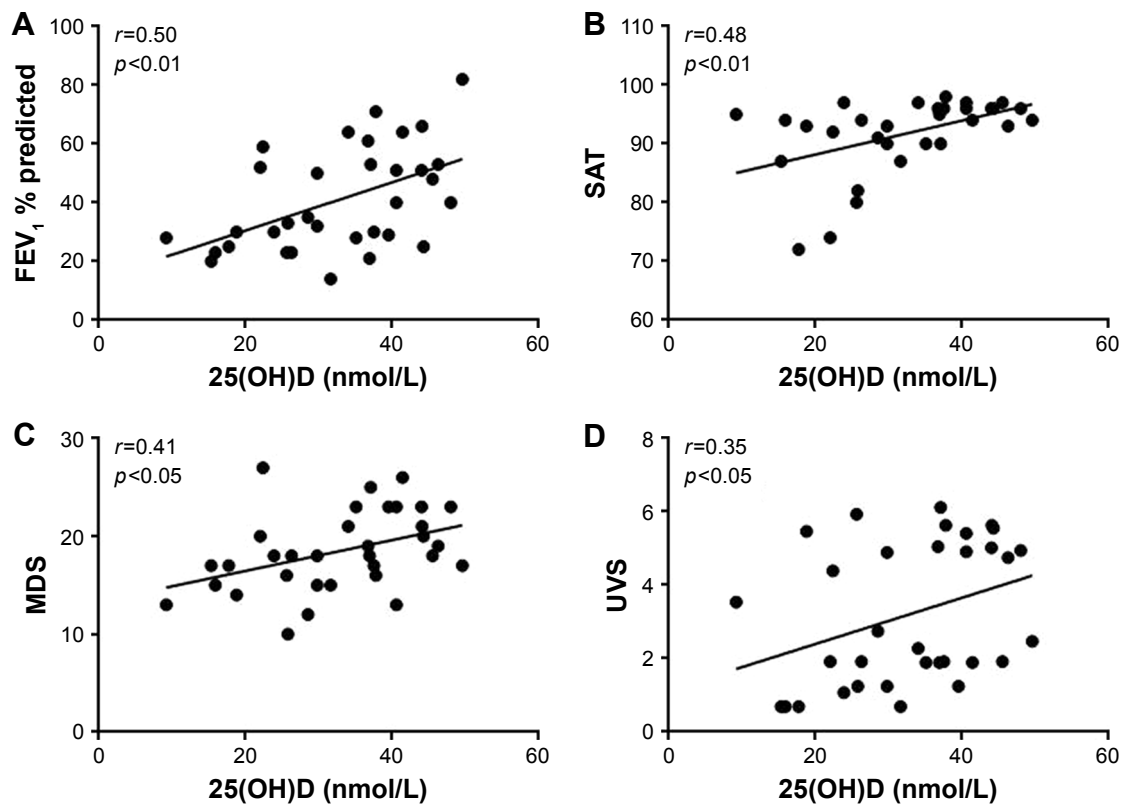 A
r=0.50
p<0.01
FEV1 % predicted
100
80
60
40
20
0
0 20 40 60
25(OH)D (nmol/L)
B
r=0.48
p<0.01
SAT
110
100
90
80
70
60
0 20 40 60
25(OH)D (nmol/L)
C
r=0.41
p<0.05
MDS
30
20
10
0
0 20 40 60
25(OH)D (nmol/L)
D
r=0.35
p<0.05
UVS
8
6
4
2
0
0 20 40 60
25(OH)D (nmol/L)